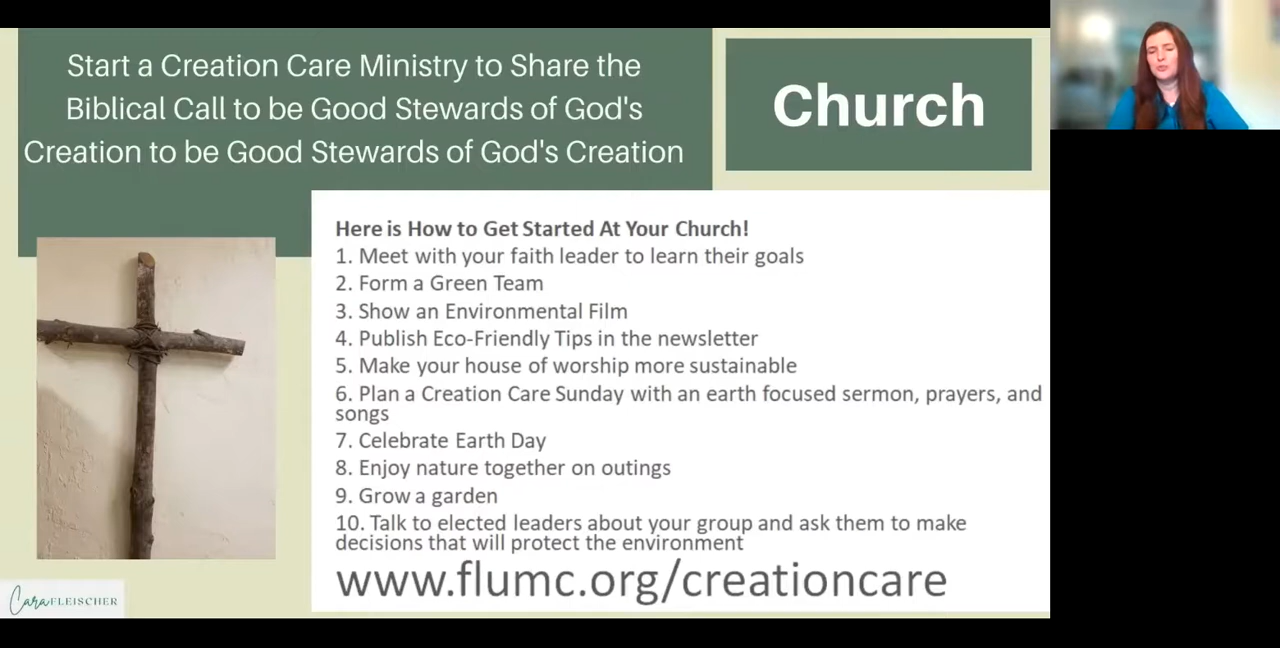 Start a Creation Care Ministry to Share the
Biblical Call to be Good Stewards of God's
Creation to be Good Stewards of God's Creation
Church
Here is How to Get Started At Your Church!
1. Meet with your faith leader to learn their goals
2. Form a Green Team
3. Show an Environmental Film
4. Publish Eco-Friendly Tips in the newsletter
5. Make your house of worship more sustainable
6. Plan a Creation Care Sunday with an earth focused sermon, prayers, and
songs
7. Celebrate Earth Day
8. Enjoy nature together on outings
9. Grow a garden
10. Talk to elected leaders about your group and ask them to make
decisions that will protect the environment
www.flumc.org/creationcare
Cara FLEISCHER